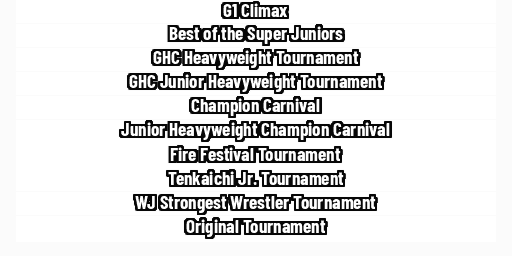 G1 Climax
Best of the Super Juniors
GHC Heavyweight Tournament
GHC Junior Heavyweight Tournament
Champion Carnival
Junior Heavyweight Champion Carnival
Fire Festival Tournament
Tenkaichi Jr. Tournament
WJ Strongest Wrestler Tournament
Original Tournament